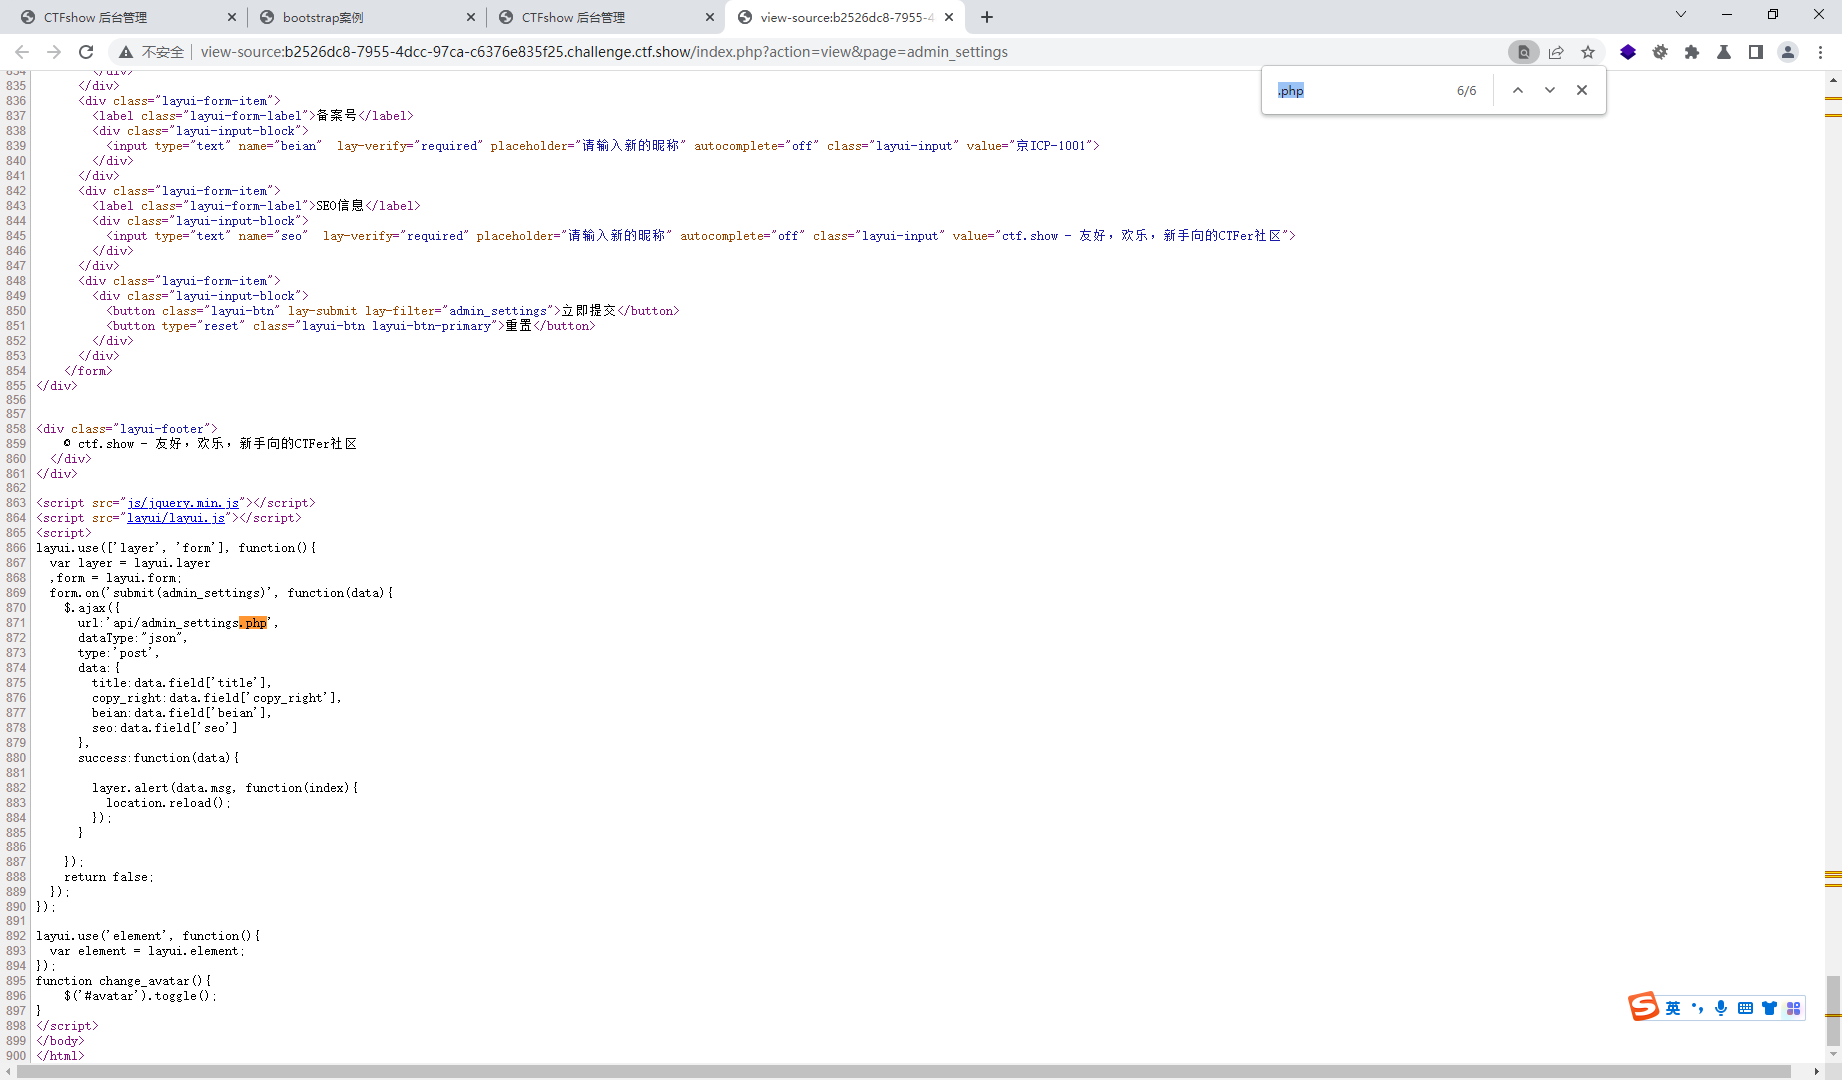 CTFshow 后台管理
bootstrap案例
CTFshow 后台管理
view-source:b2526dc8-7955-4
不安全
view-source:b2526dc8-7955-4dcc-97ca-c6376e835f25.challenge.ctf.show/index.php?action=view&page=admin_settings
.php 6/6
834 </div>
835 </div>
836 <div class="layui-form-item">
837 <label class="layui-form-label">备案号</label>
838 <div class="layui-input-block">
839 <input type="text" name="beian"  lay-verify="required" placeholder="请输入新的昵称" autocomplete="off" class="layui-input" value="京ICP-1001">
840 </div>
841 </div>
842 <div class="layui-form-item">
843 <label class="layui-form-label">SEO信息</label>
844 <div class="layui-input-block">
845 <input type="text" name="seo"  lay-verify="required" placeholder="请输入新的昵称" autocomplete="off" class="layui-input" value="ctf.show - 友好，欢乐，新手向的CTFer社区">
846 </div>
847 </div>
848 <div class="layui-form-item">
849 <div class="layui-input-block">
850 <button class="layui-btn" lay-submit lay-filter="admin_settings">立即提交</button>
851 <button type="reset" class="layui-btn layui-btn-primary">重置</button>
852 </div>
853 </div>
854 </form>
855 </div>
856
857
858 <div class="layui-footer">
859 © ctf.show - 友好，欢乐，新手向的CTFer社区
860 </div>
861 </div>
862
863 <script src="js/jquery.min.js"></script>
864 <script src="layui/layui.js"></script>
865 <script>
866 layui.use(['layer', 'form'], function(){
867 var layer = layui.layer
868 ,form = layui.form;
869 form.on('submit(admin_settings)', function(data){
870 $.ajax({
871 url:'api/admin_settings.php',
872 dataType:"json",
873 type:'post',
874 data:{
875 title:data.field['title'],
876 copy_right:data.field['copy_right'],
877 beian:data.field['beian'],
878 seo:data.field['seo']
879 },
880 success:function(data){
881
882 layer.alert(data.msg, function(index){
883 location.reload();
884 });
885 }
886
887 });
888 return false;
889 });
890 });
891
892 layui.use('element', function(){
893 var element = layui.element;
894 });
895 function change_avatar(){
896 $('#avatar').toggle();
897 }
898 </script>
899 </body>
900 </html>
英